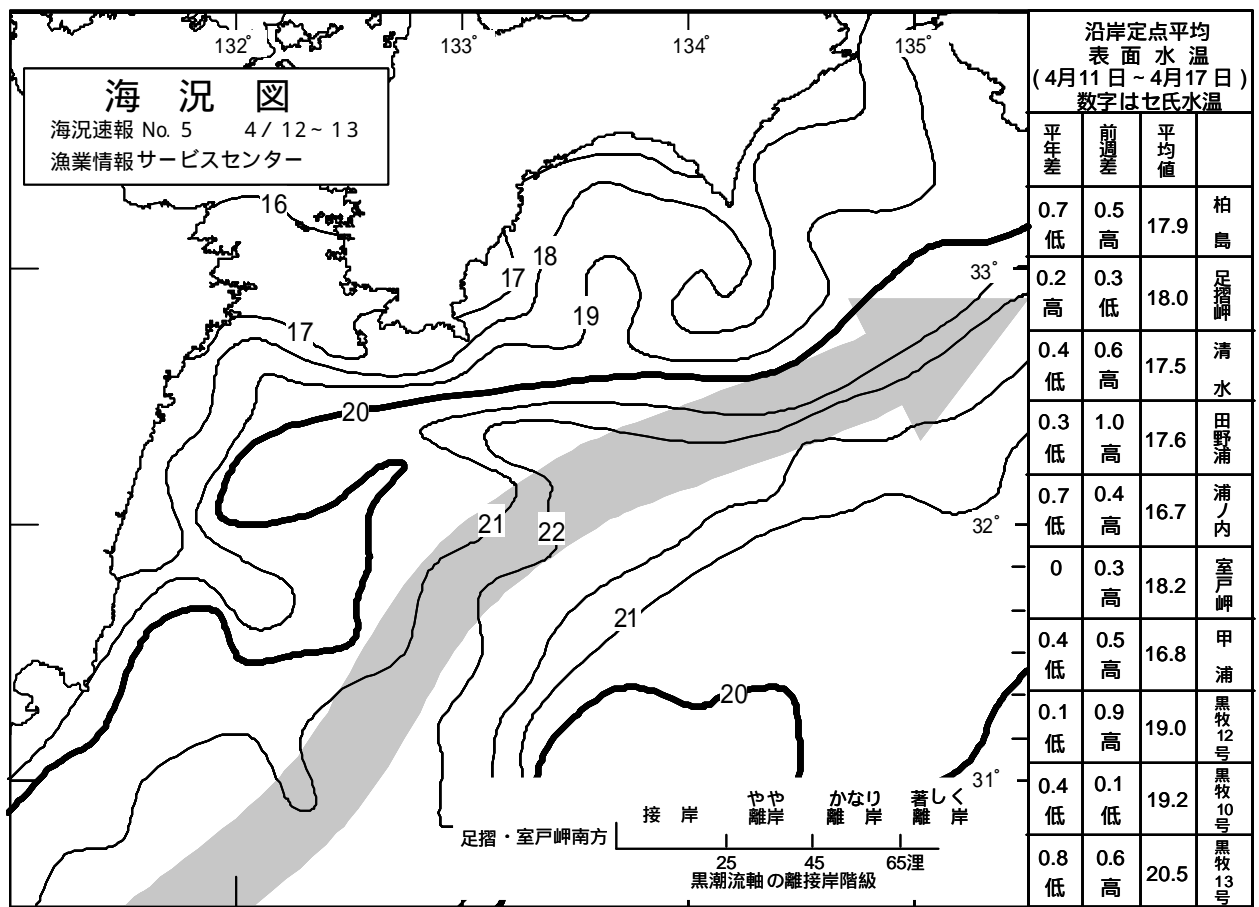 132°
133°
134°
135°
海 況 図
海況速報 No. 5 4/ 12~ 13
漁業情報サービスセンター
16
17
18
17
19
33°
20
21
22
32°
21
20
31°
接 岸
やや
離岸
かなり
離 岸
著しく
離 岸
足摺・室戸岬南方
25 45 65浬
黒潮流軸の離接岸階級
沿岸定点平均
表 面 水 温
( 4月11 日 ~ 4月17 日 )
数字はセ氏水温
平年差 前週差 平均値
0.7低 0.5高 17.9 柏島
0.2高 0.3低 18.0 足摺岬
0.4低 0.6高 17.5 清水
0.3低 1.0高 17.6 田野浦
0.7低 0.4高 16.7 浦ノ内
0 0.3高 18.2 室戸岬
0.4低 0.5高 16.8 甲浦
0.1低 0.9高 19.0 黒牧12号
0.4低 0.1低 19.2 黒牧10号
0.8低 0.6高 20.5 黒牧13号